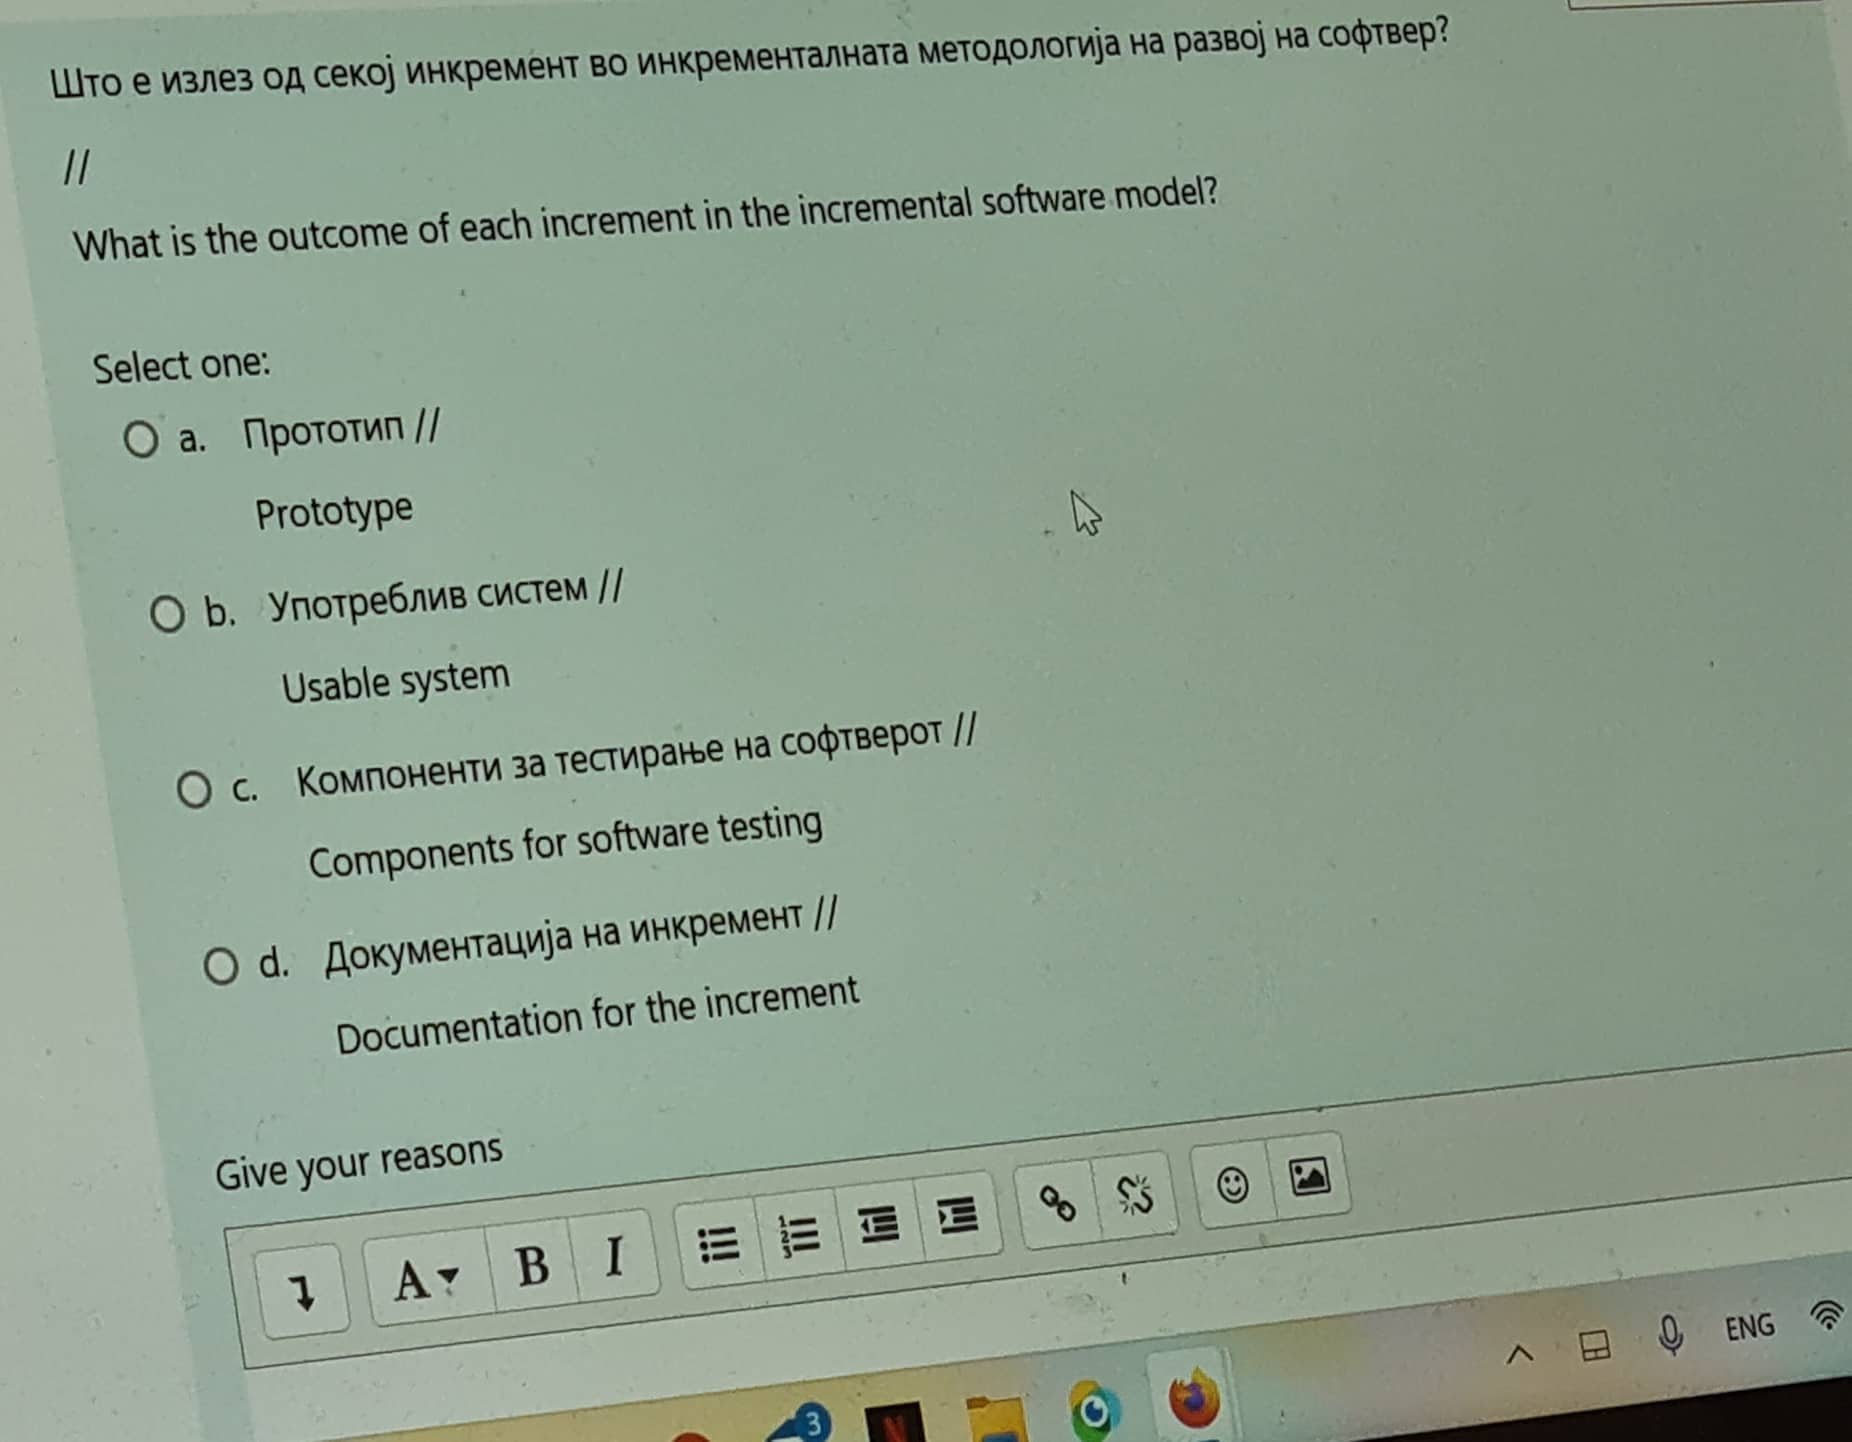 Што е излез од секој инкремент во инкременталната методологија на развој на софтвер?
//
What is the outcome of each increment in the incremental software model?
Select one:
a. Прототип //
Prototype
b. Употреблив систем //
Usable system
c. Компоненти за тестирање на софтверот //
Components for software testing
d. Документација на инкремент //
Documentation for the increment
Give your reasons
A B I
3
N
ENG